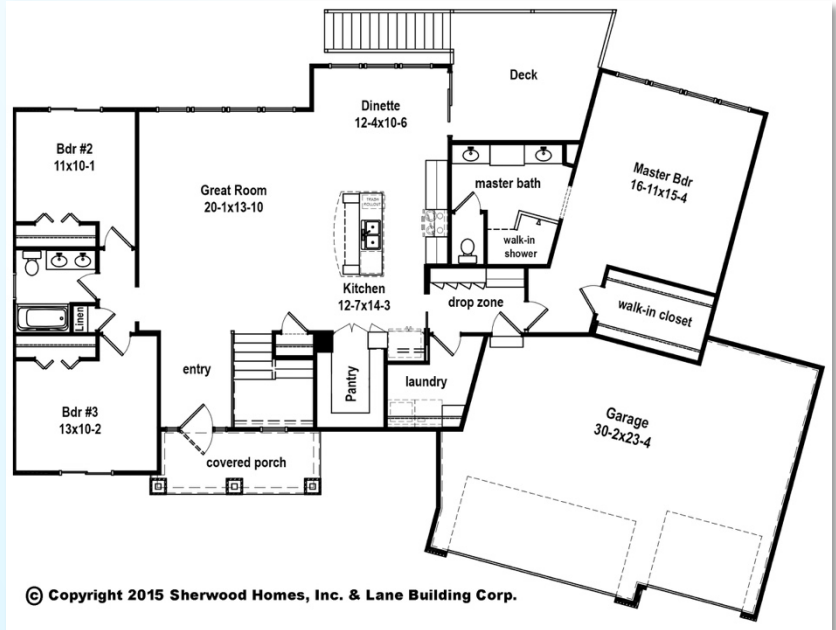 Deck
Dinette
12-4x10-6
Bdr #2
11x10-1
Great Room
20-1x13-10
master bath
Master Bdr
16-11x15-4
walk-in
shower
Kitchen
12-7x14-3
drop zone
walk-in closet
Linen
entry
Pantry
laundry
Bdr #3
13x10-2
Garage
30-2x23-4
covered porch
© Copyright 2015 Sherwood Homes, Inc. & Lane Building Corp.